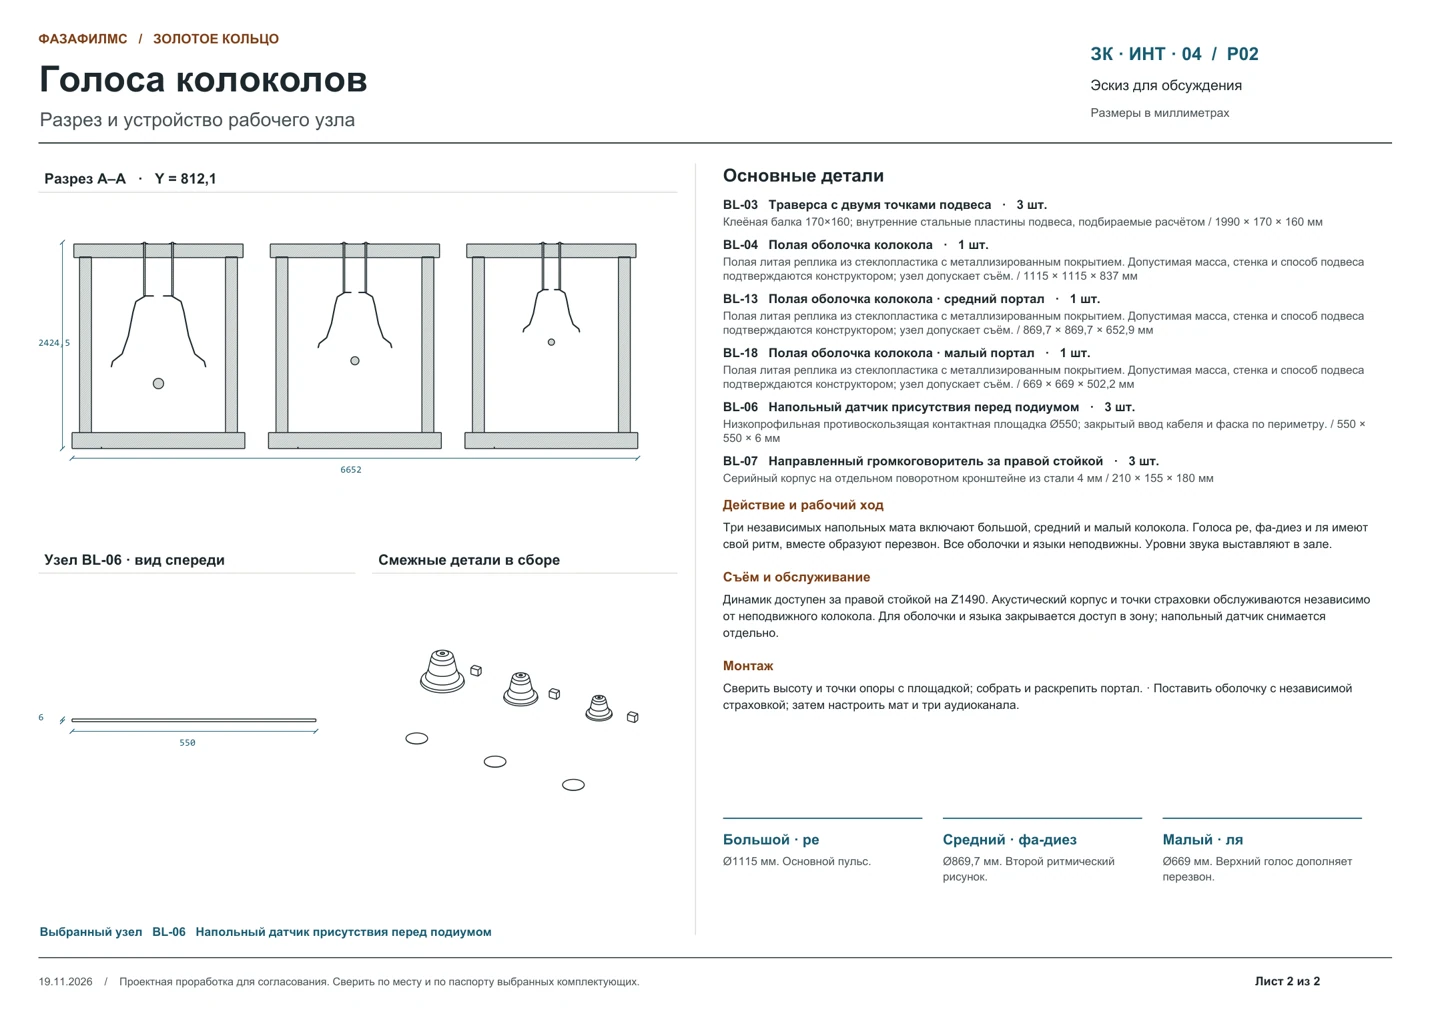 ФАЗАФИЛМС / ЗОЛОТОЕ КОЛЬЦО
Голоса колоколов
Разрез и устройство рабочего узла
ЗК · ИНТ · 04 / P02
Эскиз для обсуждения
Размеры в миллиметрах
Разрез А–А · Y = 812,1
2424,5
6652
Узел BL-06 · вид спереди
6
550
Смежные детали в сборе
Выбранный узел BL-06 Напольный датчик присутствия перед подиумом
Основные детали
BL-03 Траверса с двумя точками подвеса · 3 шт.
Клеёная балка 170×160; внутренние стальные пластины подвеса, подбираемые расчётом / 1990 × 170 × 160 мм
BL-04 Полая оболочка колокола · 1 шт.
Полая литая реплика из стеклопластика с металлизированным покрытием. Допустимая масса, стенка и способ подвеса
подтверждаются конструктором; узел допускает съём. / 1115 × 1115 × 837 мм
BL-13 Полая оболочка колокола · средний портал · 1 шт.
Полая литая реплика из стеклопластика с металлизированным покрытием. Допустимая масса, стенка и способ подвеса
подтверждаются конструктором; узел допускает съём. / 869,7 × 869,7 × 652,9 мм
BL-18 Полая оболочка колокола · малый портал · 1 шт.
Полая литая реплика из стеклопластика с металлизированным покрытием. Допустимая масса, стенка и способ подвеса
подтверждаются конструктором; узел допускает съём. / 669 × 669 × 502,2 мм
BL-06 Напольный датчик присутствия перед подиумом · 3 шт.
Низкопрофильная противоскользящая контактная площадка Ø550; закрытый ввод кабеля и фаска по периметру. / 550 ×
550 × 6 мм
BL-07 Направленный громкоговоритель за правой стойкой · 3 шт.
Серийный корпус на отдельном поворотном кронштейне из стали 4 мм / 210 × 155 × 180 мм
Действие и рабочий ход
Три независимых напольных мата включают большой, средний и малый колокола. Голоса ре, фа-диез и ля имеют
свой ритм, вместе образуют перезвон. Все оболочки и языки неподвижны. Уровни звука выставляют в зале.
Съём и обслуживание
Динамик доступен за правой стойкой на Z1490. Акустический корпус и точки страховки обслуживаются независимо
от неподвижного колокола. Для оболочки и языка закрывается доступ в зону; напольный датчик снимается
отдельно.
Монтаж
Сверить высоту и точки опоры с площадкой; собрать и раскрепить портал. · Поставить оболочку с независимой
страховкой; затем настроить мат и три аудиоканала.
Большой · ре
Ø1115 мм. Основной пульс.
Средний · фа-диез
Ø869,7 мм. Второй ритмический
рисунок.
Малый · ля
Ø669 мм. Верхний голос дополняет
перезвон.
19.11.2026 / Проектная проработка для согласования. Сверить по месту и по паспорту выбранных комплектующих.
Лист 2 из 2